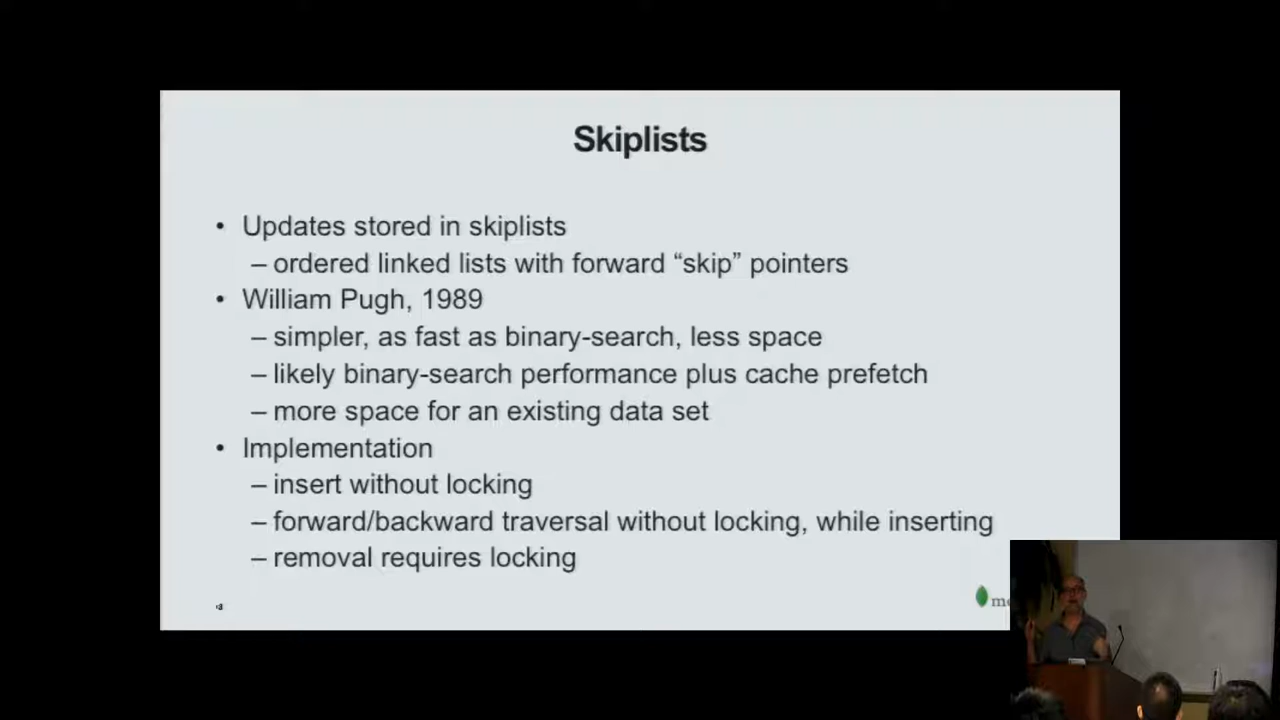 Skiplists
• Updates stored in skiplists
– ordered linked lists with forward “skip” pointers
• William Pugh, 1989
– simpler, as fast as binary-search, less space
– likely binary-search performance plus cache prefetch
– more space for an existing data set
• Implementation
– insert without locking
– forward/backward traversal without locking, while inserting
– removal requires locking